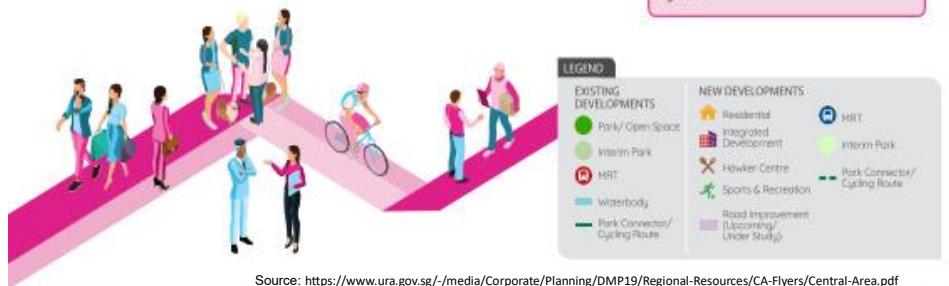 LEGEND
EXISTING
DEVELOPMENTS
Park/ Open Space
Interim Park
MRT
Waterbody
Park Connector/
Cycling Route
NEW DEVELOPMENTS
Residential
Integrated
Development
Hawker Centre
Sports & Recreation
Road Improvement
(Upcoming/
Under Study)
MRT
Interim Park
Park Connector/
Cycling Route
Source: https://www.ura.gov.sg/-/media/Corporate/Planning/DMP19/Regional-Resources/CA-Flyers/Central-Area.pdf